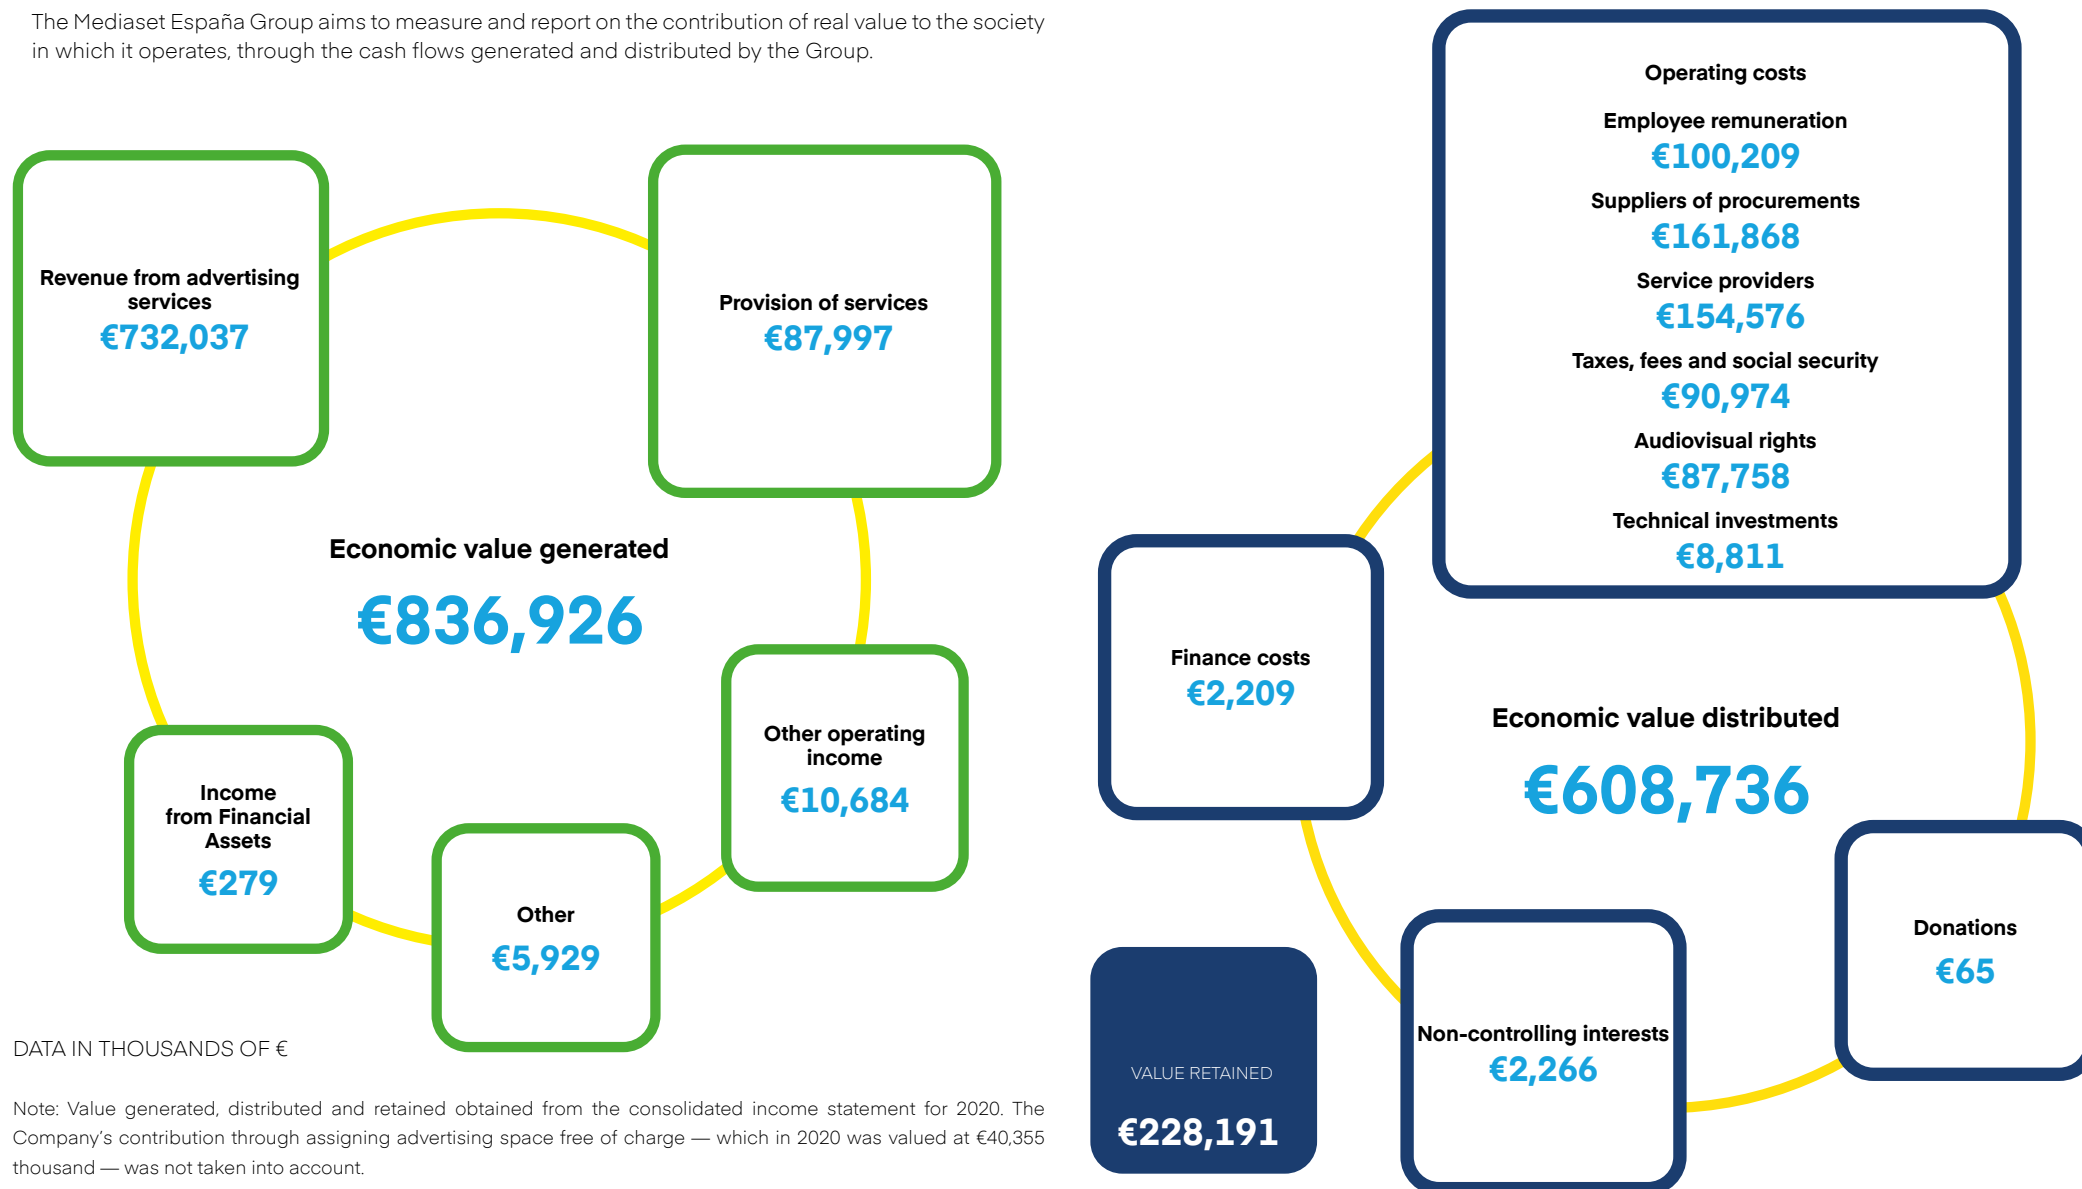 The Mediaset España Group aims to measure and report on the contribution of real value to the society
in which it operates, through the cash flows generated and distributed by the Group.
Revenue from advertising
services
€732,037
Provision of services
€87,997
Economic value generated
€836,926
Other operating
income
€10,684
Income
from Financial
Assets
€279
Other
€5,929
DATA IN THOUSANDS OF €
Note: Value generated, distributed and retained obtained from the consolidated income statement for 2020. The
Company's contribution through assigning advertising space free of charge — which in 2020 was valued at €40,355
thousand — was not taken into account.
Operating costs
Employee remuneration
€100,209
Suppliers of procurements
€161,868
Service providers
€154,576
Taxes, fees and social security
€90,974
Audiovisual rights
€87,758
Technical investments
€8,811
Finance costs
€2,209
Economic value distributed
€608,736
Donations
€65
Non-controlling interests
€2,266
VALUE RETAINED
€228,191